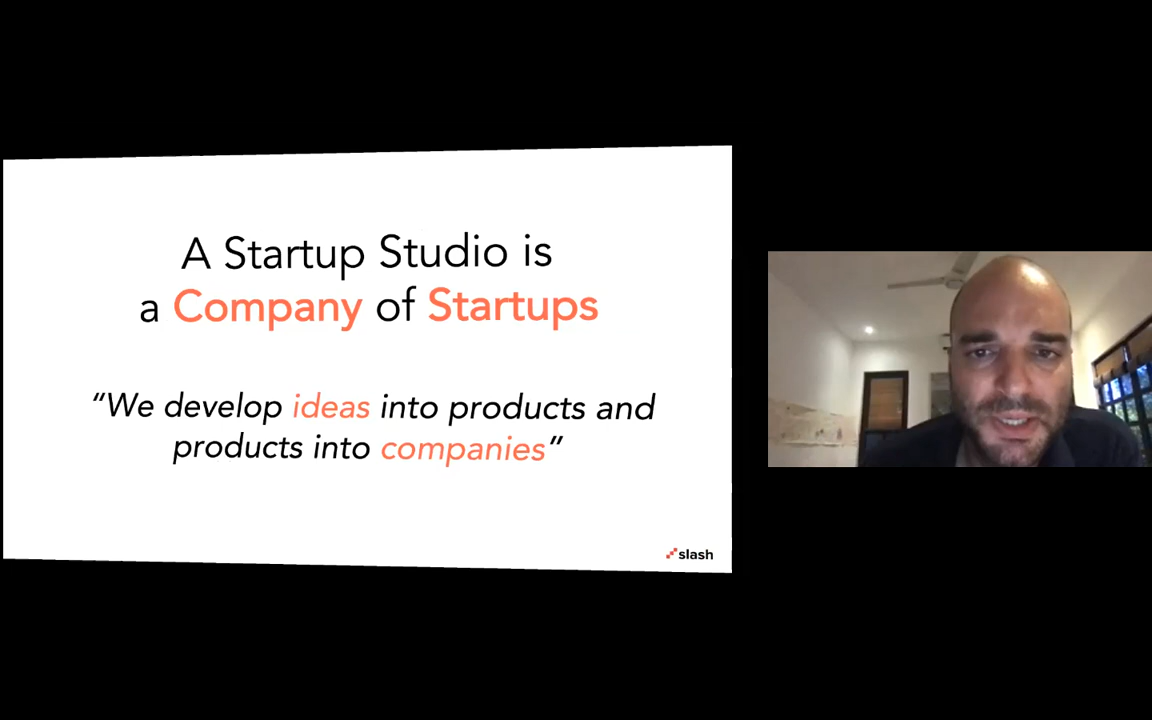 A Startup Studio is
a Company of Startups
“We develop ideas into products and
products into companies”
slash